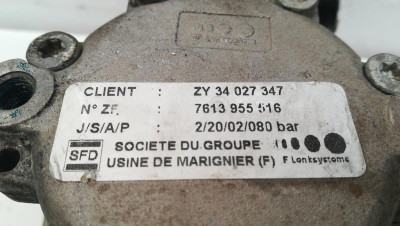 CLIENT : ZY 34 027 347
N° ZF : 7613 955 516
J/S/A/P : 2/20/02/080 bar
SFD SOCIETE DU GROUPE
USINE DE MARIGNIER (F) F Lenksysteme